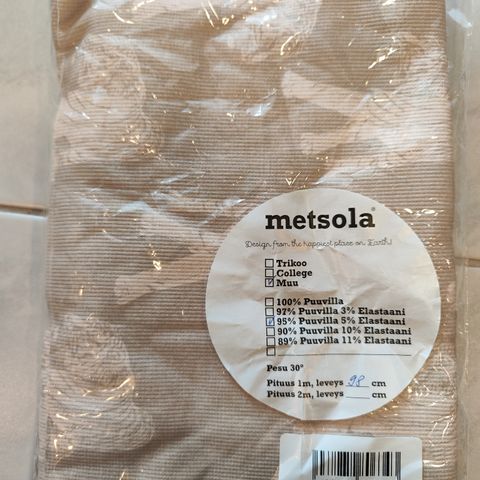 metsola®
Design from the happiest place on Earth!
Trikoo
College
Muu
100% Puuvilla
97% Puuvilla 3% Elastaani
95% Puuvilla 5% Elastaani
90% Puuvilla 10% Elastaani
89% Puuvilla 11% Elastaani
Pesu 30°
Pituus 1m, leveys 98 cm
Pituus 2m, leveys ____ cm